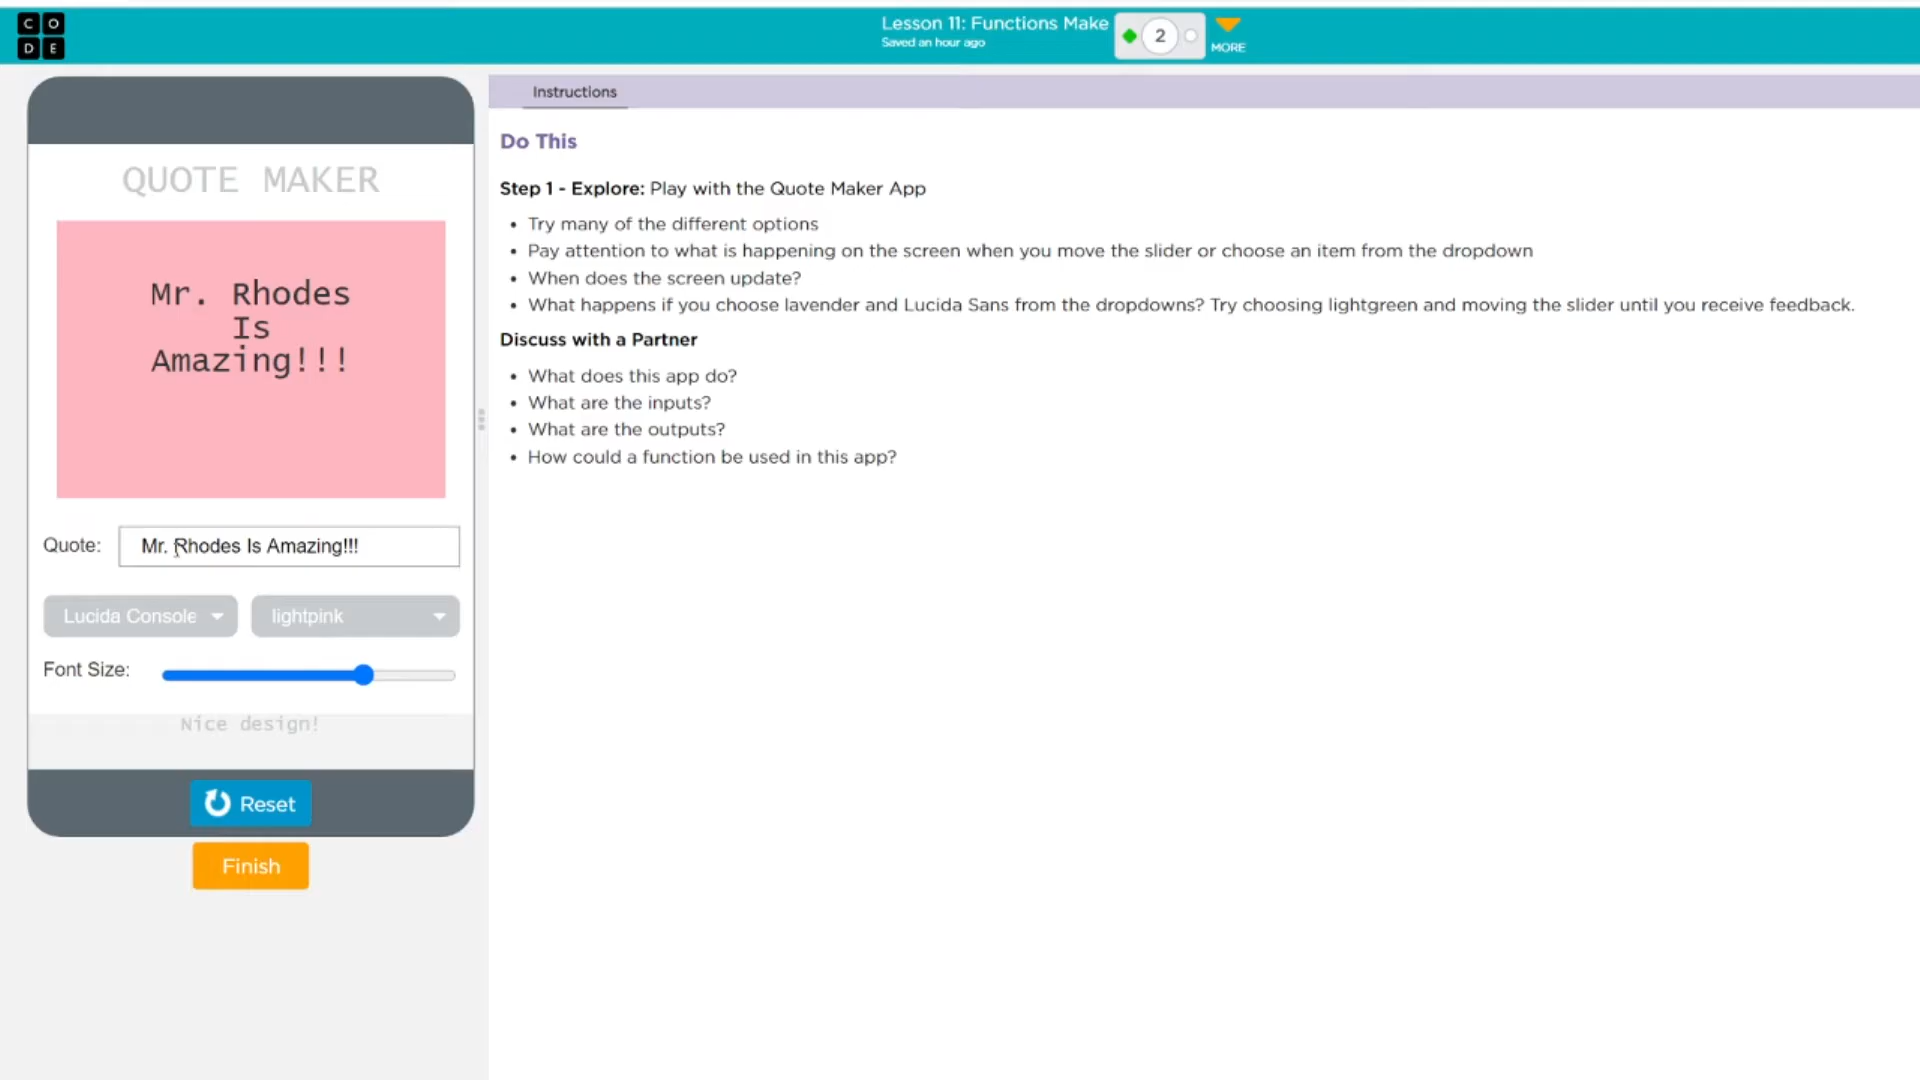 C O
D E
Lesson 11: Functions Make
Saved an hour ago
2
MORE
Instructions
QUOTE MAKER
Mr. Rhodes
Is
Amazing!!!
Quote: Mr. Rhodes Is Amazing!!!
Lucida Console lightpink
Font Size:
Nice design!
Reset
Finish
Do This
Step 1 - Explore: Play with the Quote Maker App
• Try many of the different options
• Pay attention to what is happening on the screen when you move the slider or choose an item from the dropdown
• When does the screen update?
• What happens if you choose lavender and Lucida Sans from the dropdowns? Try choosing lightgreen and moving the slider until you receive feedback.
Discuss with a Partner
• What does this app do?
• What are the inputs?
• What are the outputs?
• How could a function be used in this app?